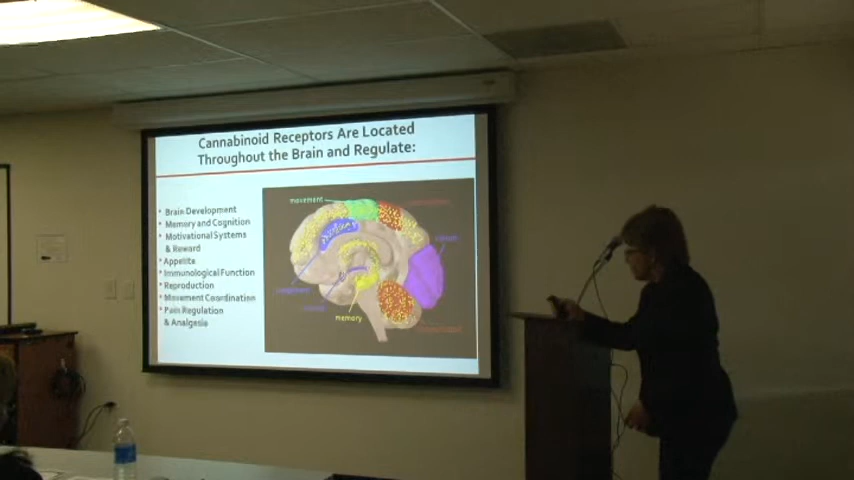 Cannabinoid Receptors Are Located
Throughout the Brain and Regulate:
• Brain Development
• Memory and Cognition
• Motivational Systems
& Reward
• Appetite
• Immunological Function
• Reproduction
• Movement Coordination
• Pain Regulation
& Analgesia
movement
memory